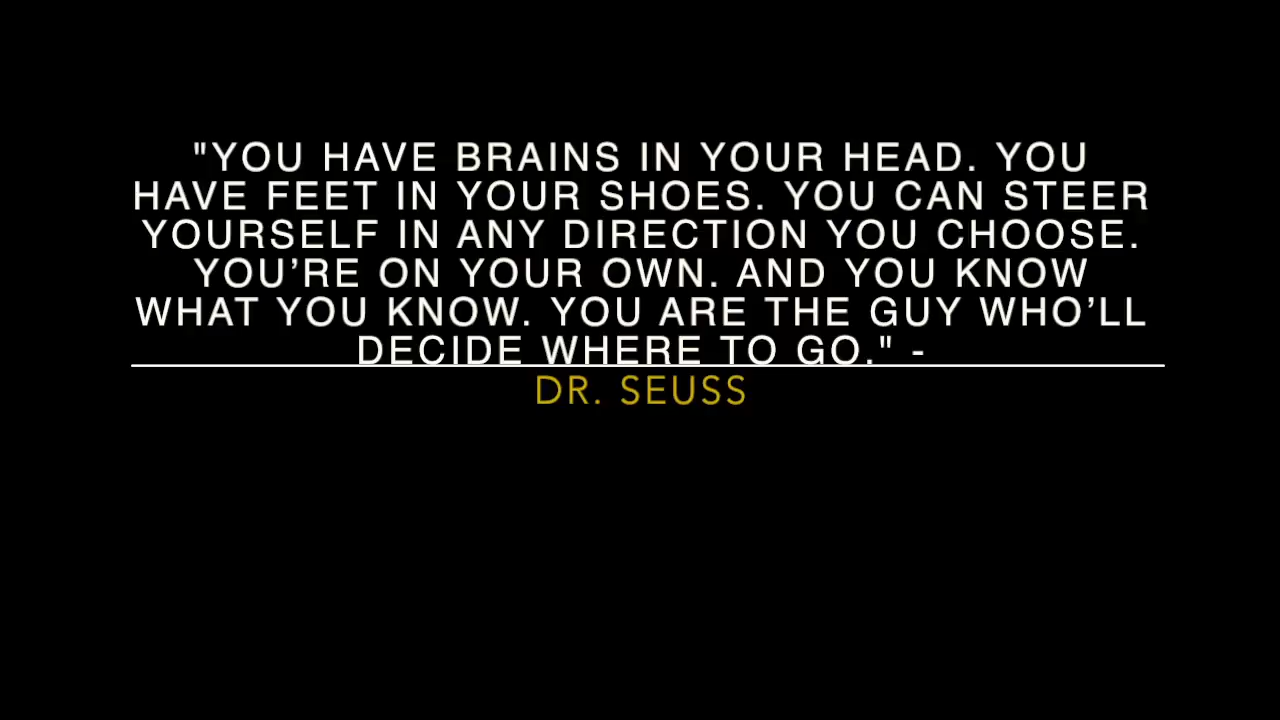 "YOU HAVE BRAINS IN YOUR HEAD. YOU
HAVE FEET IN YOUR SHOES. YOU CAN STEER
YOURSELF IN ANY DIRECTION YOU CHOOSE.
YOU’RE ON YOUR OWN. AND YOU KNOW
WHAT YOU KNOW. YOU ARE THE GUY WHO’LL
DECIDE WHERE TO GO." -
DR. SEUSS